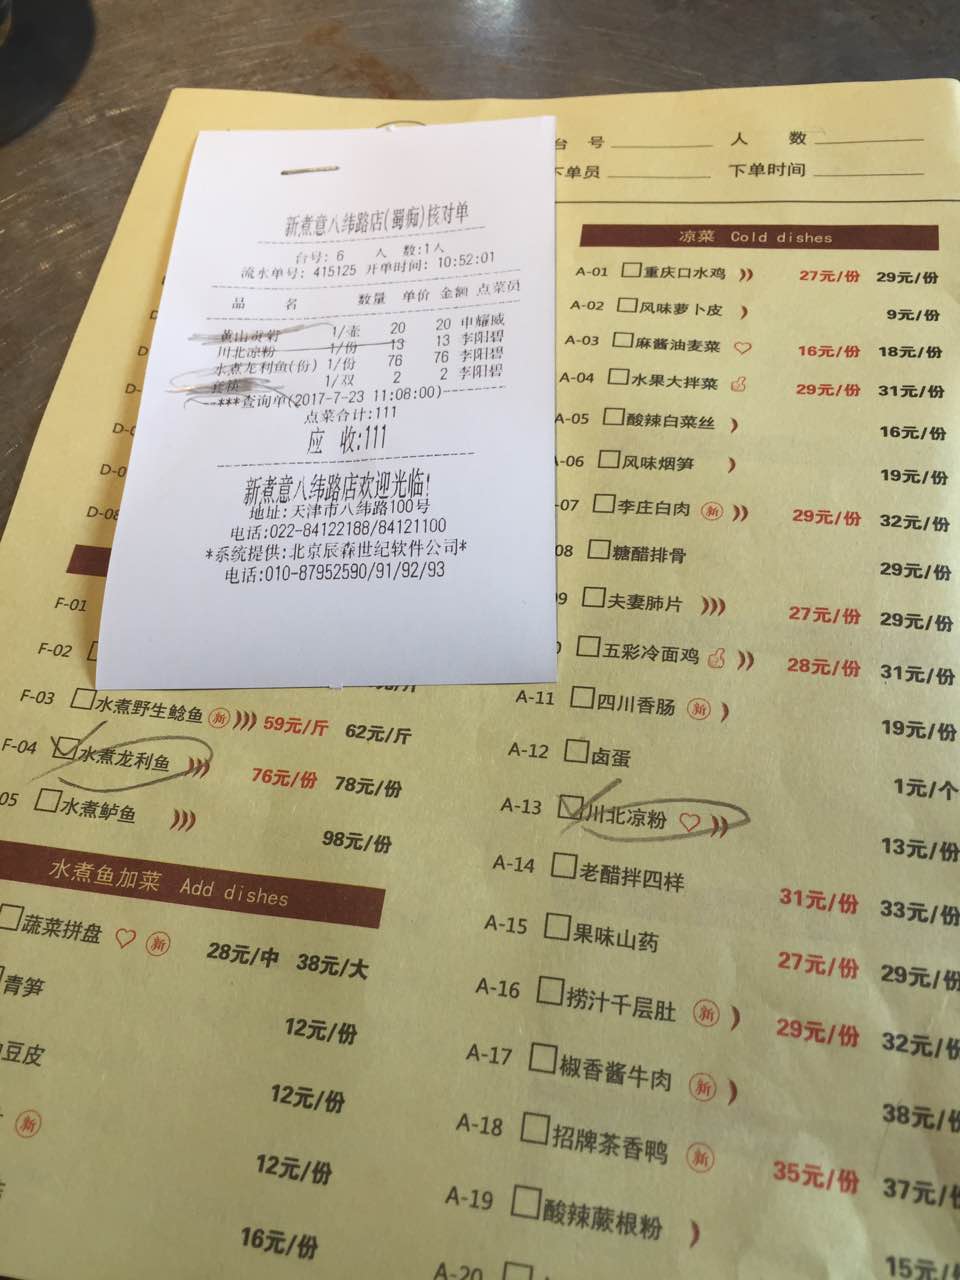 台号 人数
下单员 下单时间
新煮意八纬路店(蜀痴)核对单
台号: 6 人 数:1人
流水单号: 415125 开单时间: 10:52:01
品 名 数量 单价 金额 点菜员
黄山贡菊 1/壶 20 20 申耀威
川北凉粉 1/份 13 13 李阳碧
水煮龙利鱼(份) 1/份 76 76 李阳碧
1/双 2 2 李阳碧
--***查询单(2017-7-23 11:08:00)------
点菜合计:111
应 收:111
新煮意八纬路店欢迎光临!
地址:天津市八纬路100号
电话:022-84122188/84121100
*系统提供:北京辰森世纪软件公司*
电话:010-87952590/91/92/93
D-08
F-01
F-02
F-03 水煮野生鲶鱼 新 59元/斤 62元/斤
F-04 水煮龙利鱼 76元/份 78元/份
05 水煮鲈鱼 98元/份
水煮鱼加菜 Add dishes
蔬菜拼盘 新 28元/中 38元/大
青笋 12元/份
豆皮 12元/份
新 12元/份
16元/份
凉菜 Cold dishes
A-01 重庆口水鸡 27元/份 29元/份
A-02 风味萝卜皮 9元/份
A-03 麻酱油麦菜 16元/份 18元/份
A-04 水果大拌菜 29元/份 31元/份
A-05 酸辣白菜丝 16元/份
-06 风味烟笋 19元/份
-07 李庄白肉 新 29元/份 32元/份
08 糖醋排骨 29元/份
09 夫妻肺片 27元/份 29元/份
0 五彩冷面鸡 28元/份 31元/份
A-11 四川香肠 新 19元/份
A-12 卤蛋 1元/个
A-13 川北凉粉 13元/份
A-14 老醋拌四样 31元/份 33元/份
A-15 果味山药 27元/份 29元/份
A-16 捞汁千层肚 新 29元/份 32元/份
A-17 椒香酱牛肉 新 38元/份
A-18 招牌茶香鸭 新 35元/份 37元/份
A-19 酸辣蕨根粉 15元/份
A-20